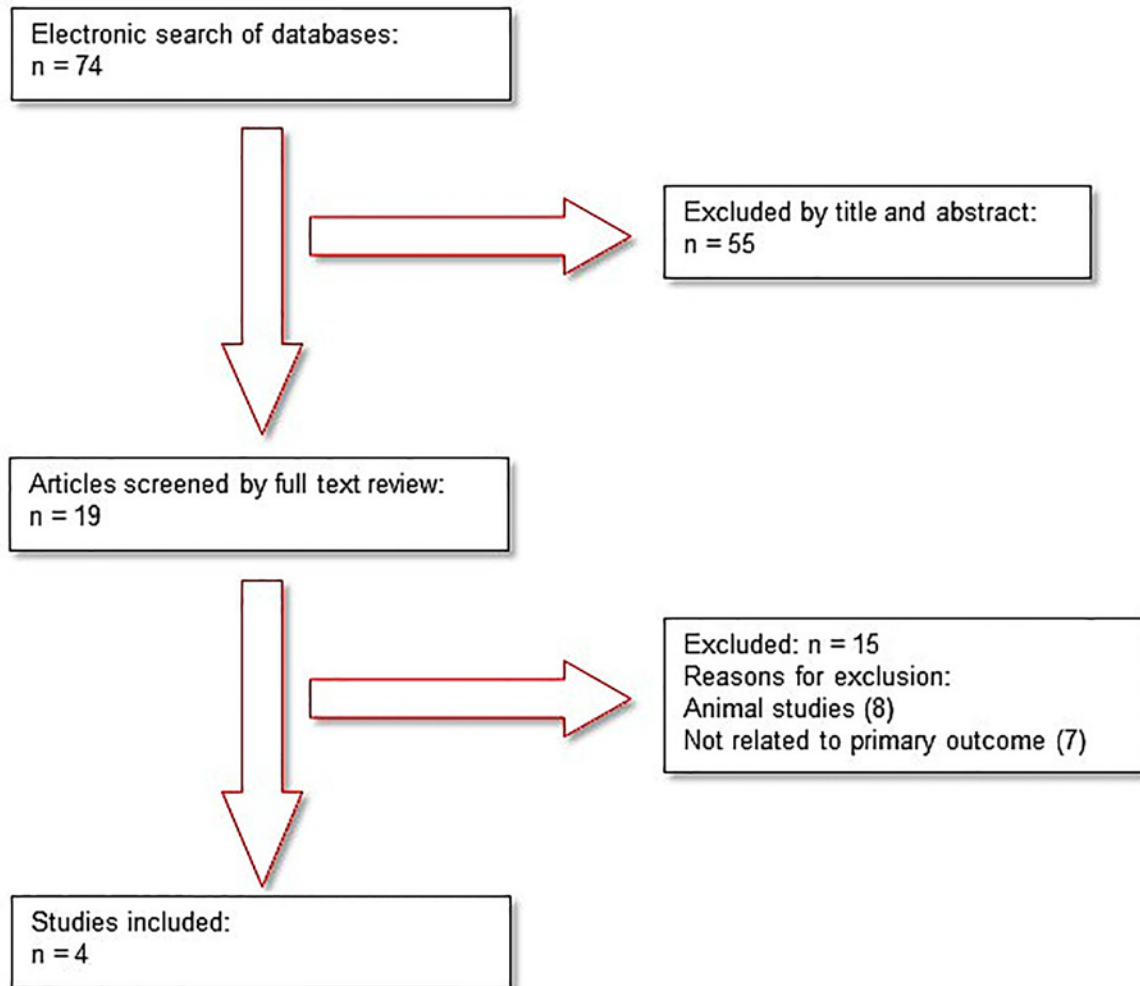 Electronic search of databases:
n = 74
Excluded by title and abstract:
n = 55
Articles screened by full text review:
n = 19
Excluded: n = 15
Reasons for exclusion:
Animal studies (8)
Not related to primary outcome (7)
Studies included:
n = 4